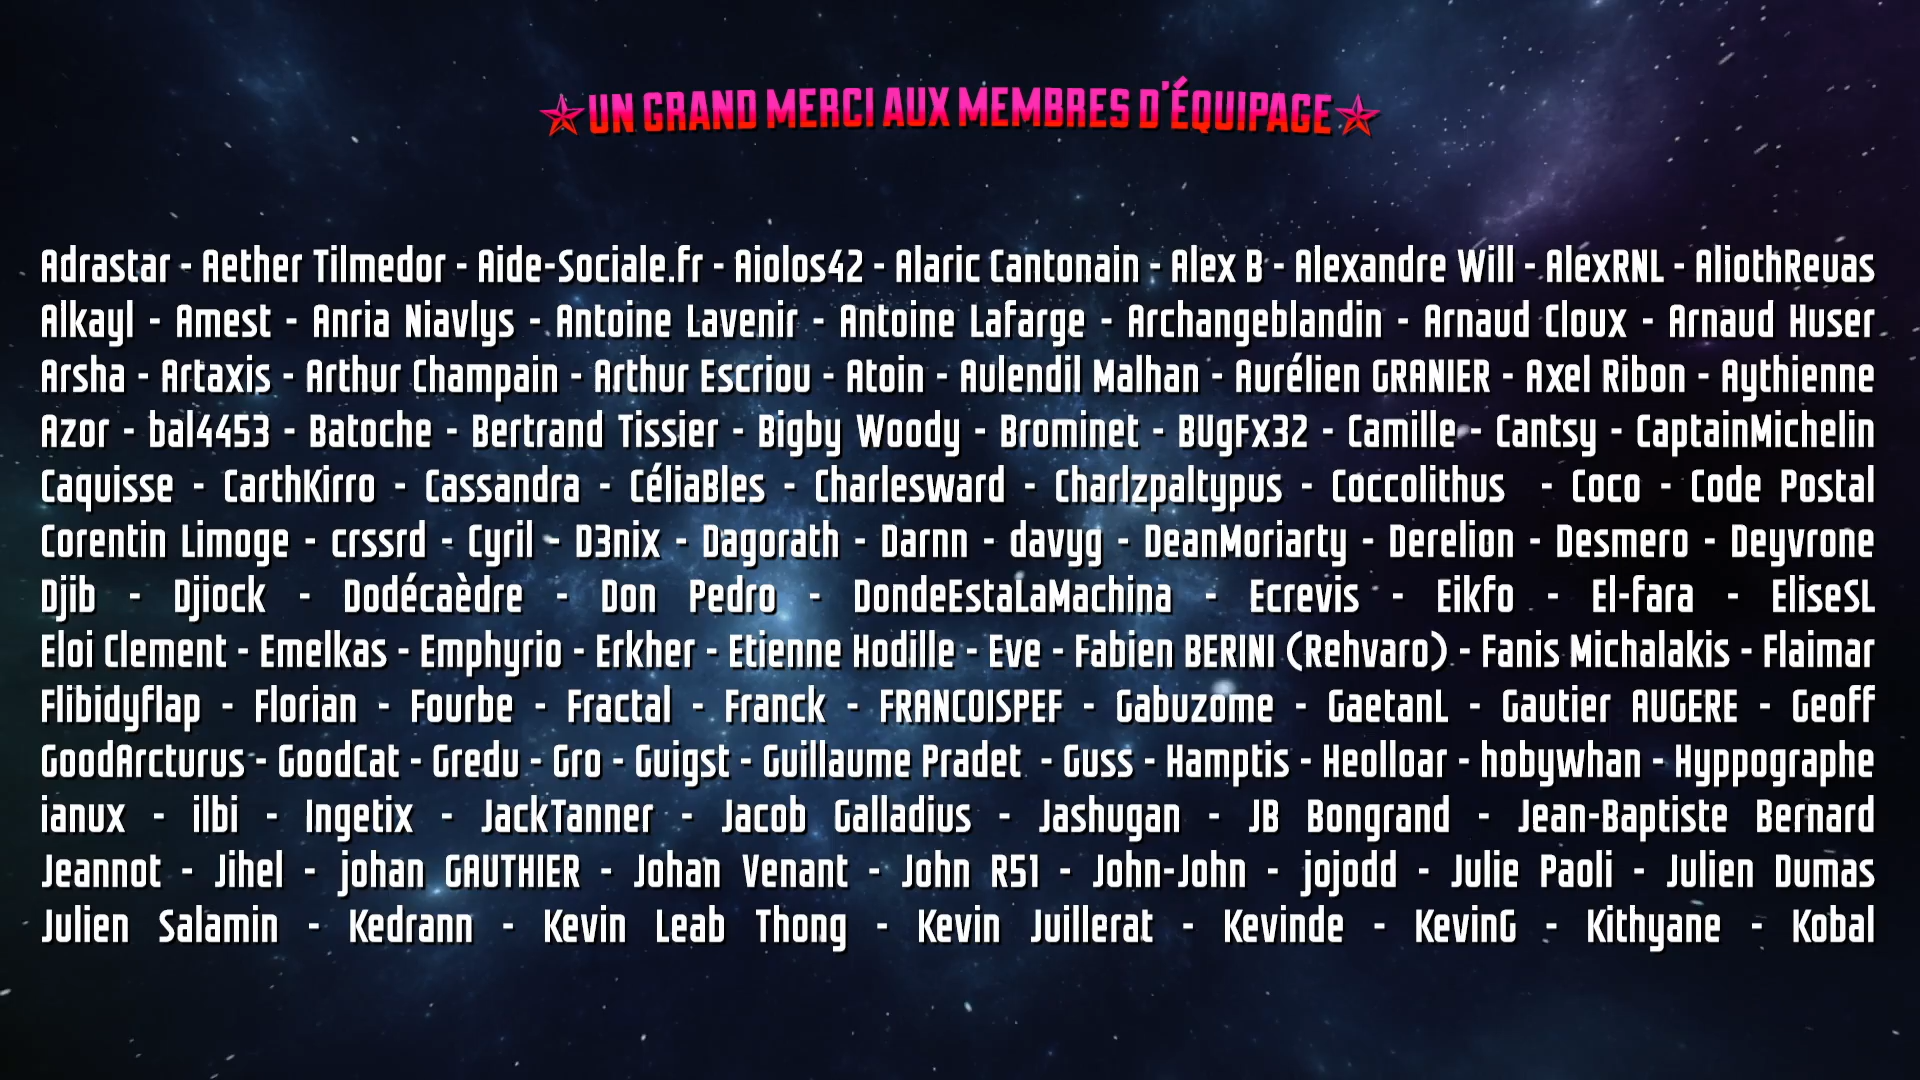 UN GRAND MERCI AUX MEMBRES D'ÉQUIPAGE
Adrastar - Aether Tilmedor - Aide-Sociale.fr - Aiolos42 - Alaric Cantonain - Alex B - Alexandre Will - AlexRNL - AliothReuas
Alkayl - Amest - Anria Niavlys - Antoine Lavenir - Antoine Lafarge - Archangeblandin - Arnaud Cloux - Arnaud Huser
Arsha - Artaxis - Arthur Champain - Arthur Escriou - Atoin - Aulendil Malhan - Aurélien GRANIER - Axel Ribon - Aythienne
Azor - bal4453 - Batoche - Bertrand Tissier - Bigby Woody - Brominet - BUgFx32 - Camille - Cantsy - CaptainMichelin
Caquisse - CarthKirro - Cassandra - CéliaBles - Charlesward - Charlzpaltypus - Coccolithus - Coco - Code Postal
Corentin Limoge - crssrd - Cyril - D3nix - Dagorath - Darnn - davyg - DeanMoriarty - Derelion - Desmero - Deyvrone
Djib - Djiock - Dodécaèdre - Don Pedro - DondeEstaLaMachina - Ecrevis - Eikfo - El-fara - EliseSL
Eloi Clement - Emelkas - Emphyrio - Erkher - Etienne Hodille - Eve - Fabien BERINI (Rehvaro) - Fanis Michalakis - Flaimar
Flibidyflap - Florian - Fourbe - Fractal - Franck - FRANCOISPEF - Gabuzome - GaetanL - Gautier AUGERE - Geoff
GoodArcturus - GoodCat - Gredu - Gro - Guigst - Guillaume Pradet - Guss - Hamptis - Heolloar - hobywhan - Hyppographe
ianux - ilbi - Ingetix - JackTanner - Jacob Galladius - Jashugan - JB Bongrand - Jean-Baptiste Bernard
Jeannot - Jihel - johan GAUTHIER - Johan Venant - John R51 - John-John - jojodd - Julie Paoli - Julien Dumas
Julien Salamin - Kedrann - Kevin Leab Thong - Kevin Juillerat - Kevinde - KevinG - Kithyane - Kobal